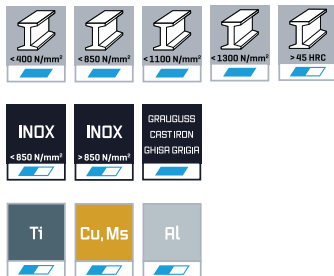 <400 N/mm² <850 N/mm² <1100 N/mm² <1300 N/mm² >45 HRC
INOX INOX GRAUGUSS
CAST IRON
GHISA GRIGIA
<850 N/mm² >850 N/mm²
Ti Cu, Ms Al